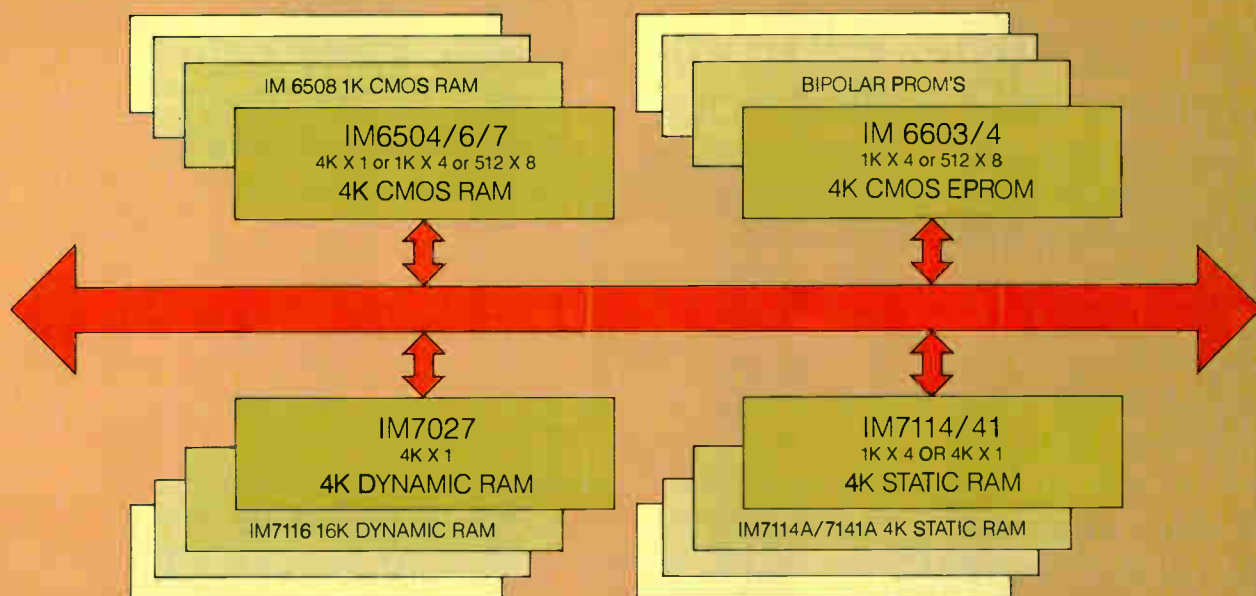 IM 6508 1K CMOS RAM
IM6504/6/7
4K X 1 or 1K X 4 or 512 X 8
4K CMOS RAM
BIPOLAR PROM'S
IM 6603/4
1K X 4 or 512 X 8
4K CMOS EPROM
IM7027
4K X 1
4K DYNAMIC RAM
IM7116 16K DYNAMIC RAM
IM7114/41
1K X 4 OR 4K X 1
4K STATIC RAM
IM7114A/7141A 4K STATIC RAM